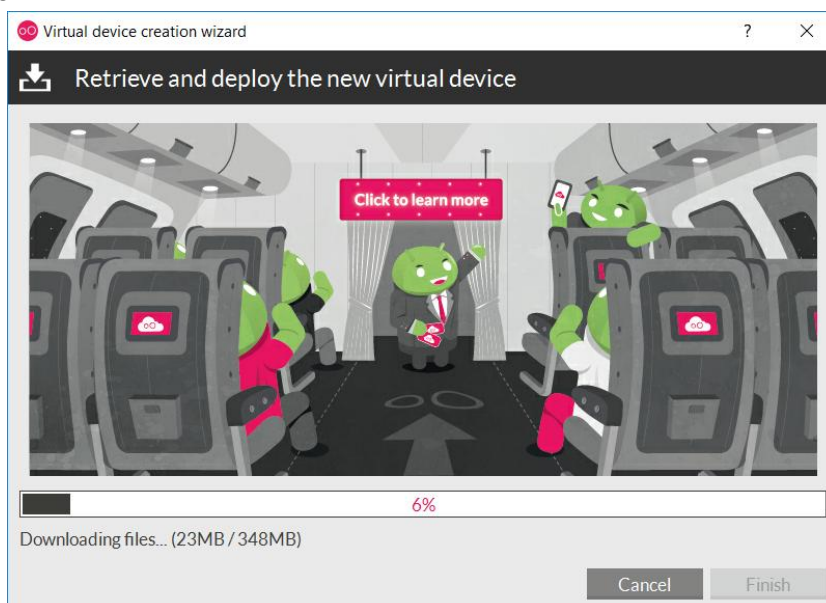 Virtual device creation wizard
Retrieve and deploy the new virtual device
Click to learn more
6%
Downloading files... (23MB / 348MB)
Cancel
Finish